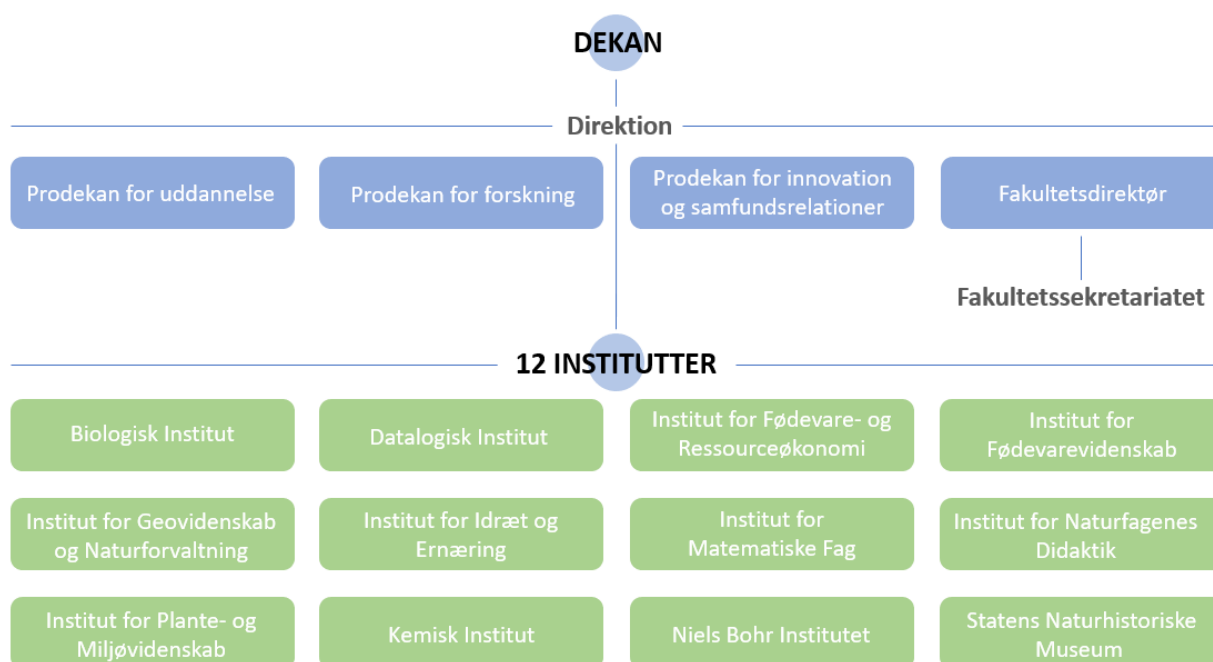 DEKAN
Direktion
Prodekan for uddannelse
Prodekan for forskning
Prodekan for innovation
og samfundsrelationer
Fakultetsdirektør
Fakultetssekretariatet
12 INSTITUTTER
Biologisk Institut
Datalogisk Institut
Institut for Fødevare- og
Ressourceøkonomi
Institut for
Fødevarevidenskab
Institut for Geovidenskab
og Naturforvaltning
Institut for Idræt og
Ernæring
Institut for
Matematiske Fag
Institut for Naturfagenes
Didaktik
Institut for Plante- og
Miljøvidenskab
Kemisk Institut
Niels Bohr Institutet
Statens Naturhistoriske
Museum